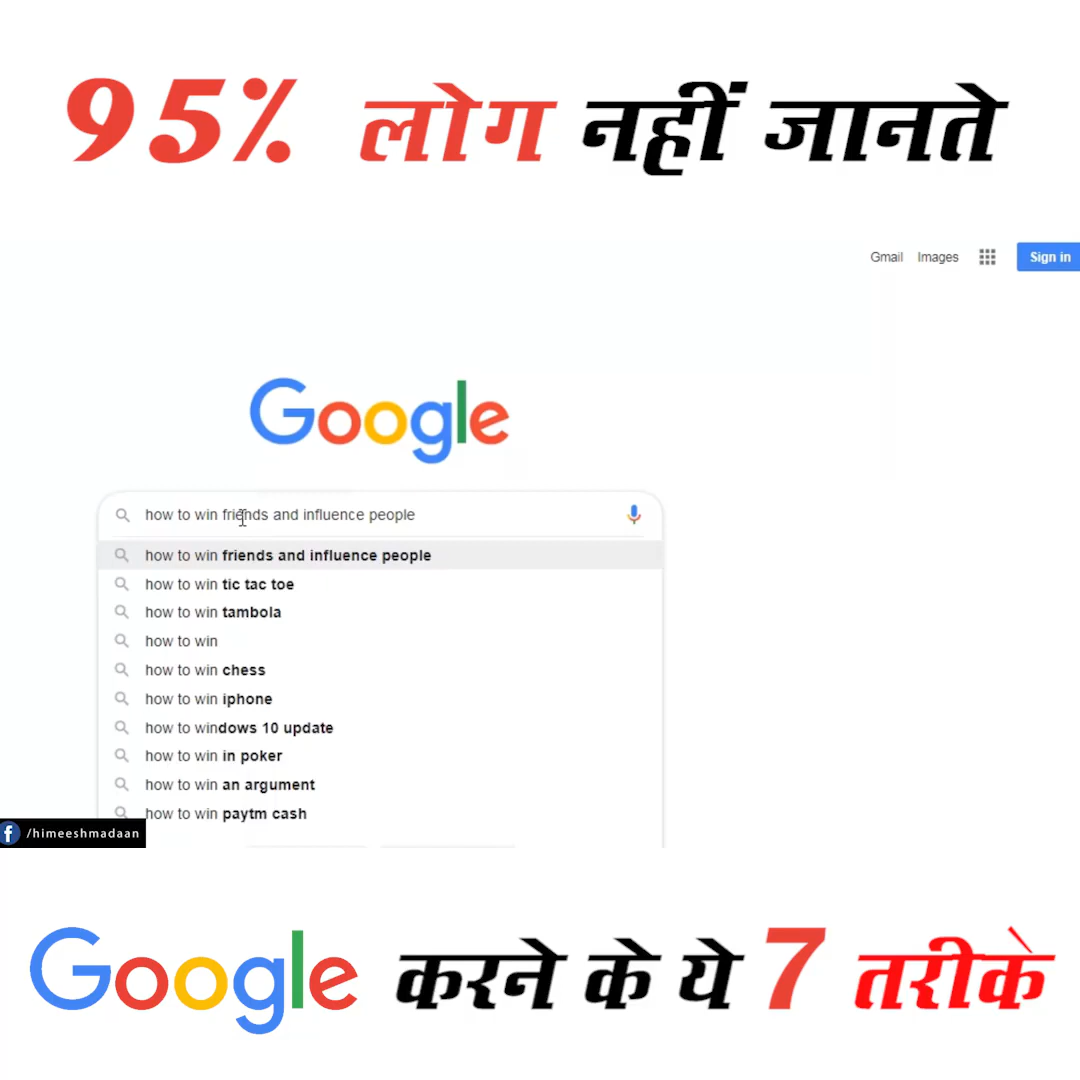 95% लोग नहीं जानते
Gmail Images Sign in
Google
how to win friends and influence people
how to win friends and influence people
how to win tic tac toe
how to win tambola
how to win
how to win chess
how to win iphone
how to windows 10 update
how to win in poker
how to win an argument
how to win paytm cash
/himeeshmadaan
Google करने के ये 7 तरीके